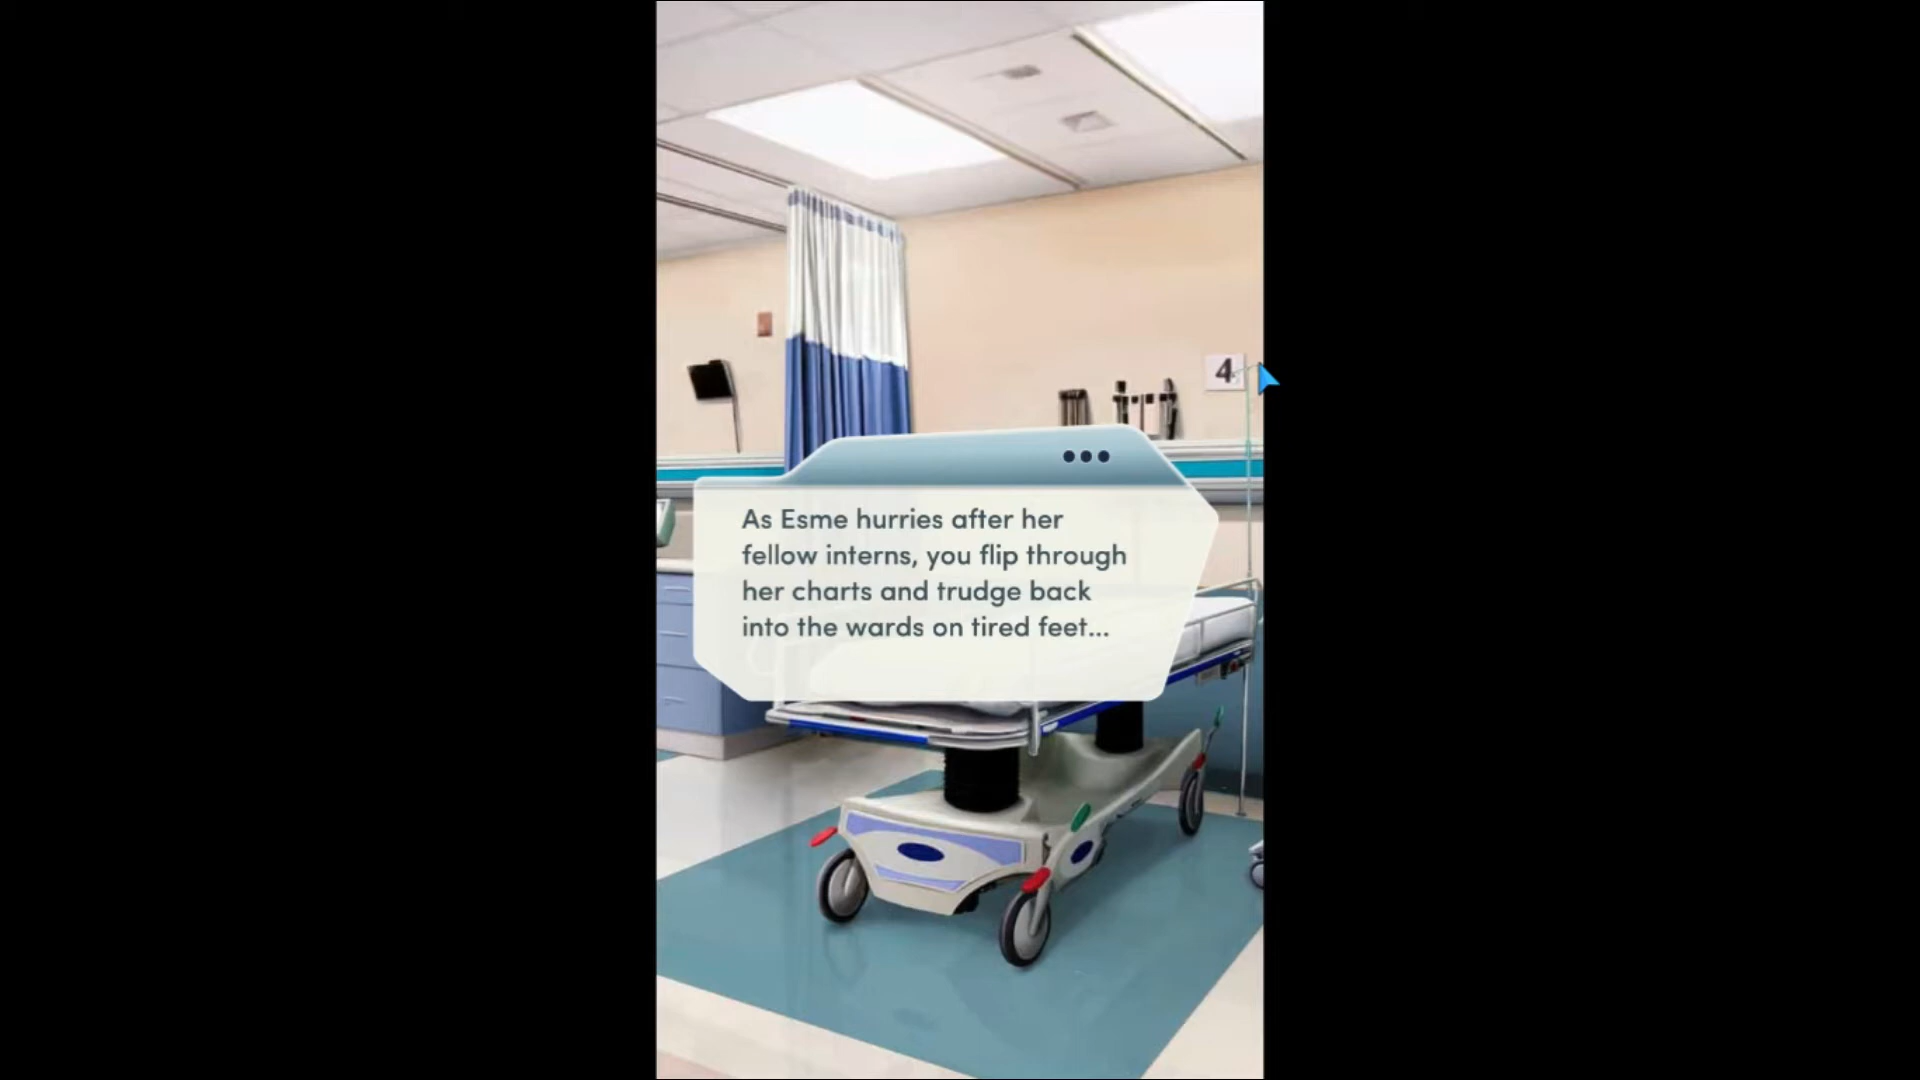 4
As Esme hurries after her
fellow interns, you flip through
her charts and trudge back
into the wards on tired feet...